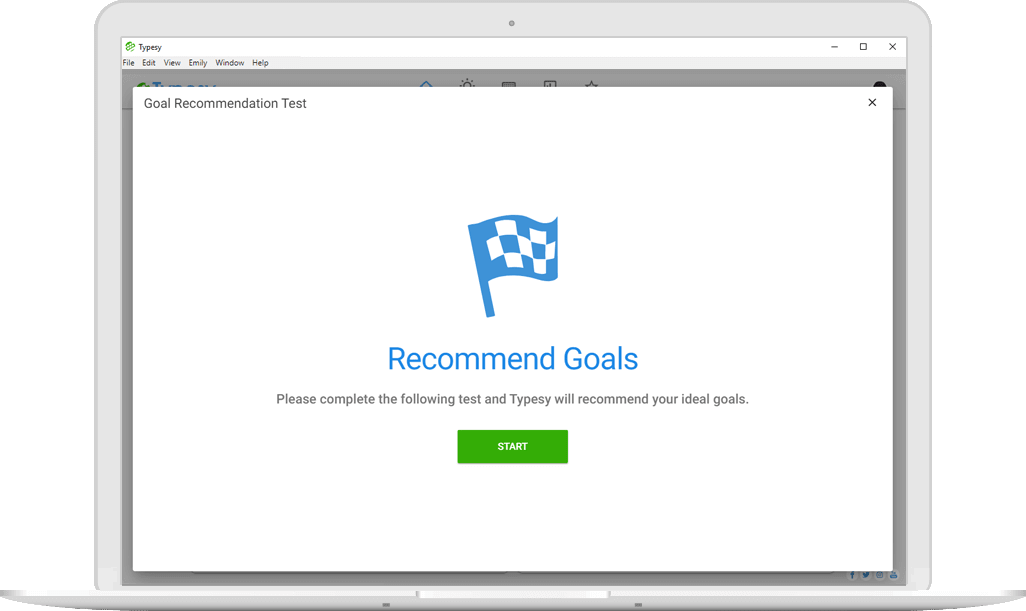 Typesy
File Edit View Emily Window Help
Goal Recommendation Test
Recommend Goals
Please complete the following test and Typesy will recommend your ideal goals.
START